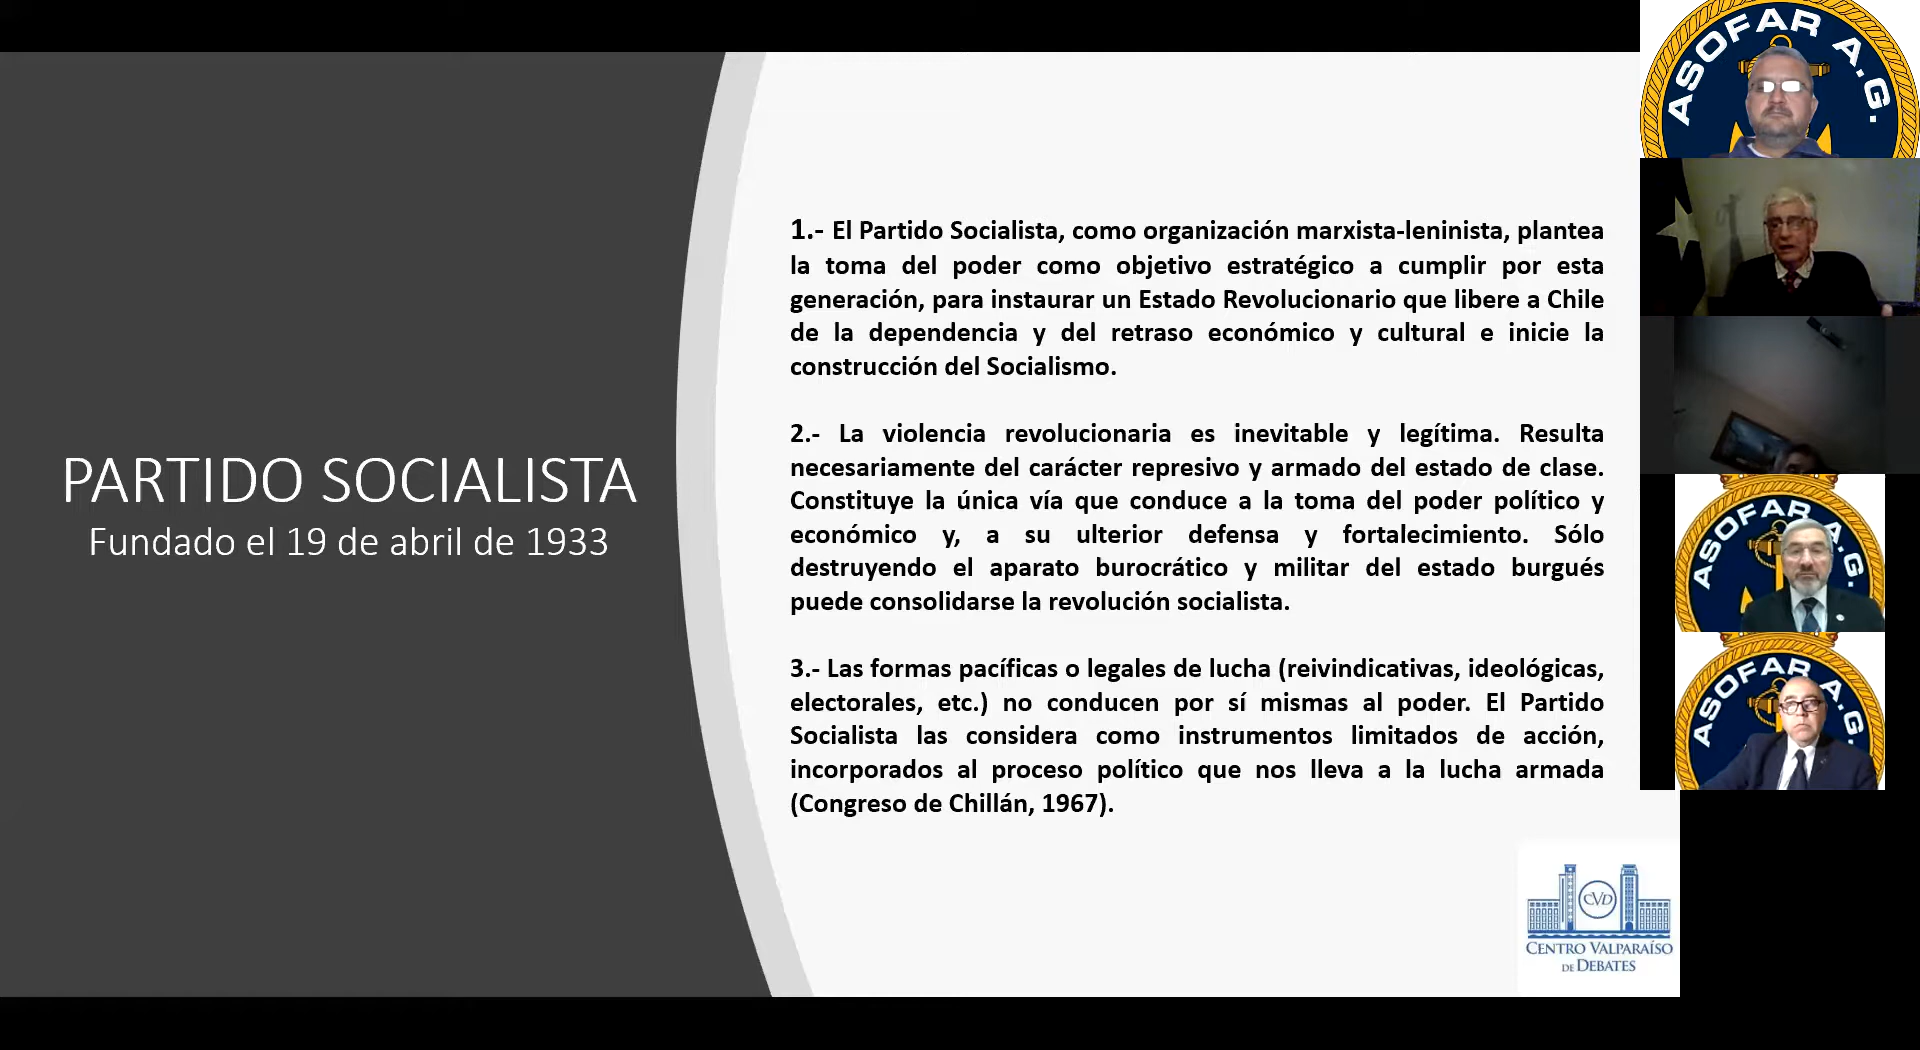 PARTIDO SOCIALISTA
Fundado el 19 de abril de 1933
1.- El Partido Socialista, como organización marxista-leninista, plantea
la toma del poder como objetivo estratégico a cumplir por esta
generación, para instaurar un Estado Revolucionario que libere a Chile
de la dependencia y del retraso económico y cultural e inicie la
construcción del Socialismo.
2.- La violencia revolucionaria es inevitable y legítima. Resulta
necesariamente del carácter represivo y armado del estado de clase.
Constituye la única vía que conduce a la toma del poder político y
económico y, a su ulterior defensa y fortalecimiento. Sólo
destruyendo el aparato burocrático y militar del estado burgués
puede consolidarse la revolución socialista.
3.- Las formas pacíficas o legales de lucha (reivindicativas, ideológicas,
electorales, etc.) no conducen por sí mismas al poder. El Partido
Socialista las considera como instrumentos limitados de acción,
incorporados al proceso político que nos lleva a la lucha armada
(Congreso de Chillán, 1967).
CVD
CENTRO VALPARAÍSO
DE DEBATES
ASOFAR A.G.
ASOFAR A.G.
ASOFAR A.G.